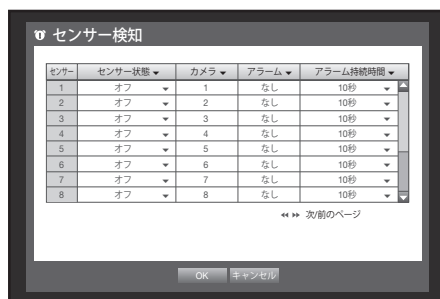 センサー検知
センサー センサー状態 カメラ アラーム アラーム持続時間
1 オフ 1 なし 10秒
2 オフ 2 なし 10秒
3 オフ 3 なし 10秒
4 オフ 4 なし 10秒
5 オフ 5 なし 10秒
6 オフ 6 なし 10秒
7 オフ 7 なし 10秒
8 オフ 8 なし 10秒
次/前のページ
OK キャンセル